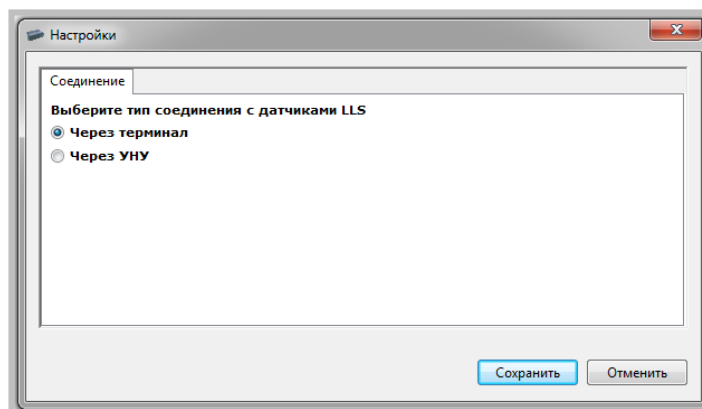 Настройки
Соединение
Выберите тип соединения с датчиками LLS
Через терминал
Через УНУ
Сохранить
Отменить